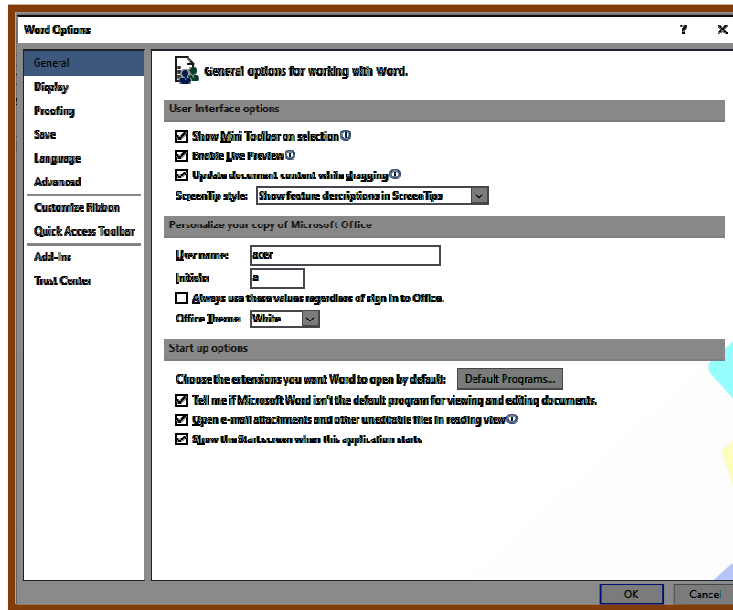 Word Options
?
General
Display
Proofing
Save
Language
Advanced
Customize Ribbon
Quick Access Toolbar
Add-Ins
Trust Center
General options for working with Word.
User Interface options
Show Mini Toolbar on selection
Enable Live Preview
Update document content while dragging
ScreenTip style: Show feature descriptions in ScreenTips
Personalize your copy of Microsoft Office
User name: acer
Initials: a
Always use these values regardless of sign in to Office.
Office Theme: White
Start up options
Choose the extensions you want Word to open by default: Default Programs...
Tell me if Microsoft Word isn't the default program for viewing and editing documents.
Open e-mail attachments and other uneditable files in reading view
Show the Start screen when this application starts
OK Cancel